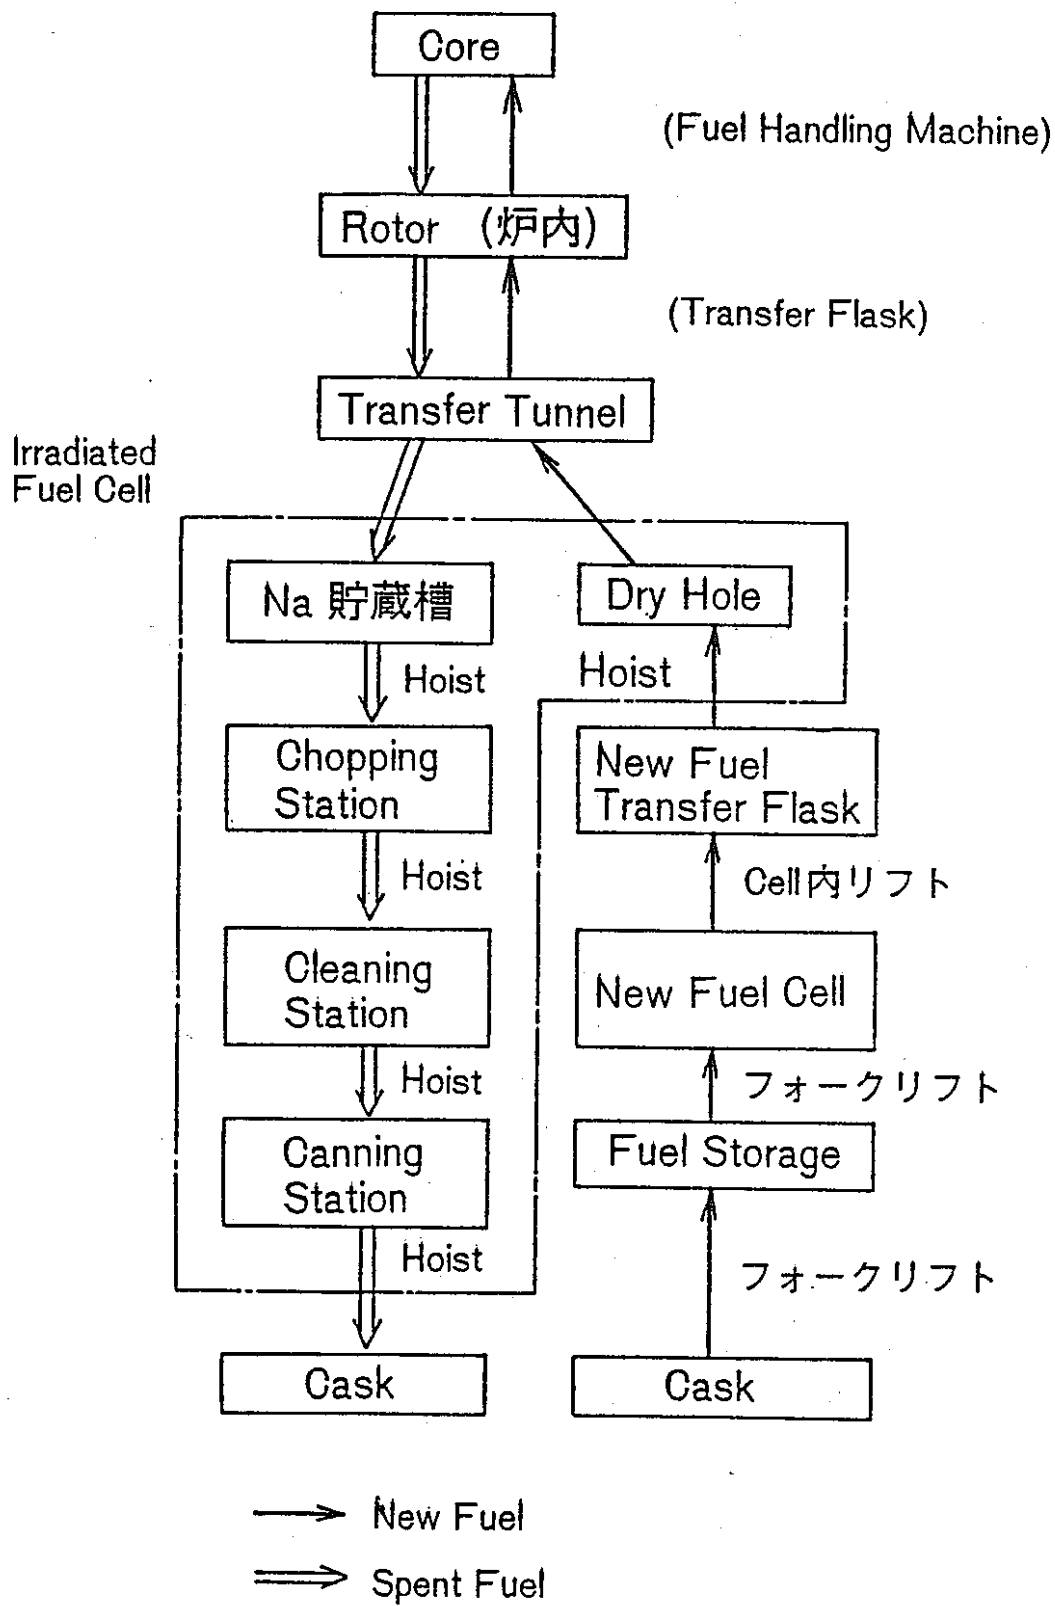 Core
(Fuel Handling Machine)
Rotor (炉内)
(Transfer Flask)
Transfer Tunnel
Irradiated
Fuel Cell
Na 貯蔵槽
Dry Hole
Hoist
Hoist
Chopping
Station
New Fuel
Transfer Flask
Hoist
Cell内リフト
Cleaning
Station
New Fuel Cell
Hoist
フォークリフト
Canning
Station
Fuel Storage
Hoist
フォークリフト
Cask
Cask
New Fuel
Spent Fuel